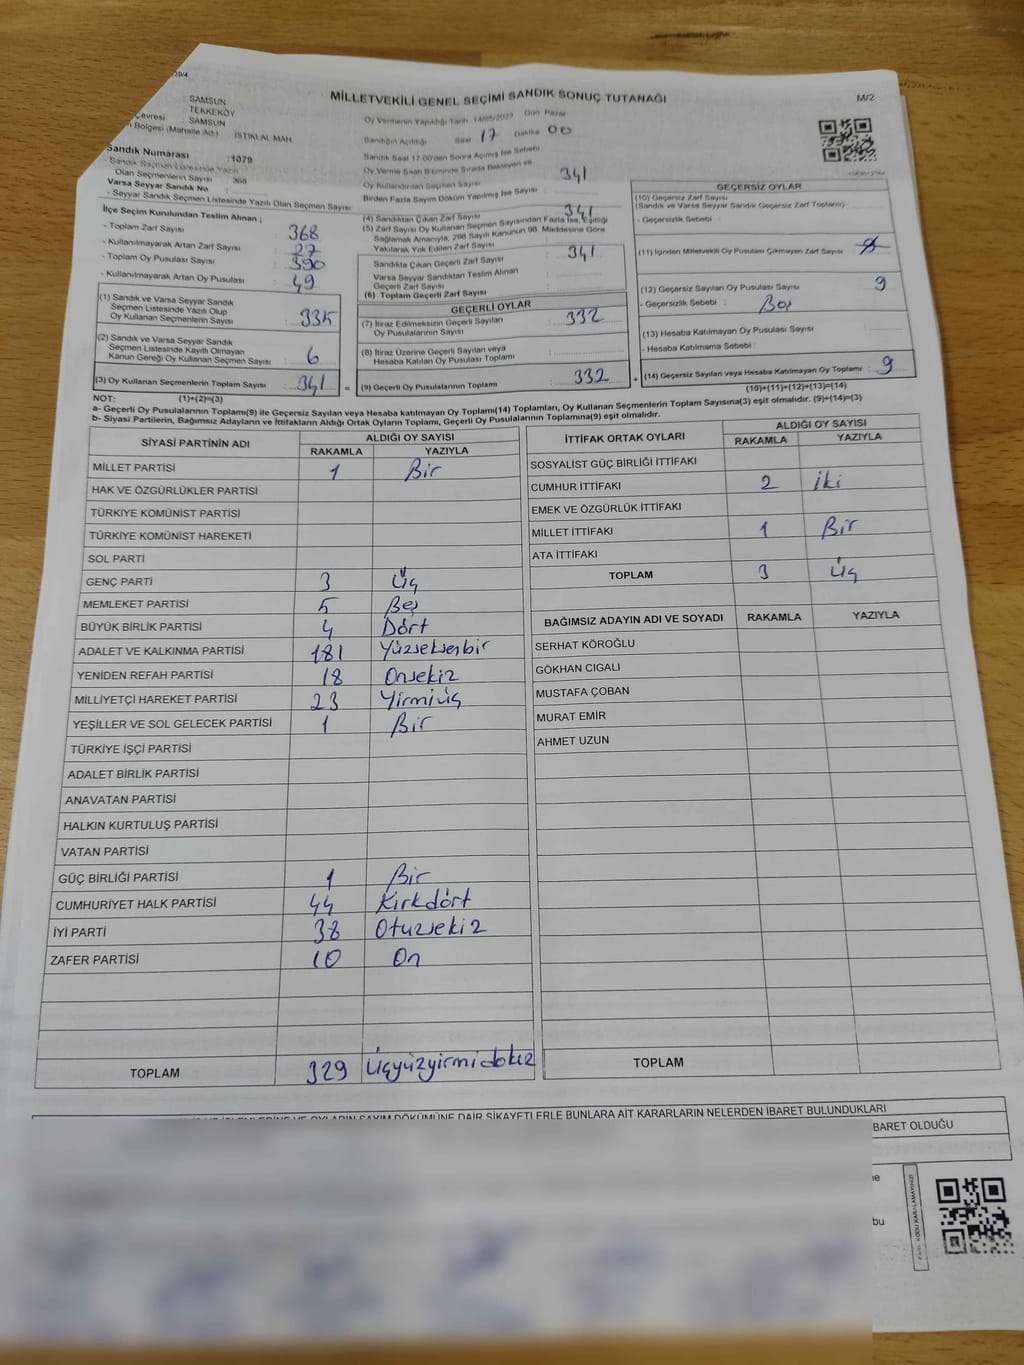 39/4
MİLLETVEKİLİ GENEL SEÇİMİ SANDIK SONUÇ TUTANAĞI
M/2
: SAMSUN
TEKKEKÖY
çevresi : SAMSUN
Bölgesi (Mahalle Ad.) İSTİKLAL MAH
Sandık Numarası :1079
- Sandık Seçmen Listesinde Yazılı
Olan Seçmenlerin Sayısı : 368
Varsa Seyyar Sandık No :
- Seyyar Sandık Seçmen Listesinde Yazılı Olan Seçmen Sayısı
Oy Vermenin Yapıldığı Tarih 14/05/2023 Gün Pazar
Sandığın Açıldığı Saat 17 Dakika 00
Sandık Saat 17.00'den Sonra Açılmış İse Sebebi
Oy Verme Saati Bitiminde Sırada Bekleyen ve
Oy Kullandırılan Seçmen Sayısı
341
Birden Fazla Sayım Döküm Yapılmış İse Sayısı
İlçe Seçim Kurulundan Teslim Alınan ;
- Toplam Zarf Sayısı : 368
- Kullanılmayarak Artan Zarf Sayısı : 27
- Toplam Oy Pusulası Sayısı : 390
- Kullanılmayarak Artan Oy Pusulası : 49
(1) Sandık ve Varsa Seyyar Sandık
Seçmen Listesinde Yazılı Olup
Oy Kullanan Seçmenlerin Sayısı : 335
(2) Sandık ve Varsa Seyyar Sandık
Seçmen Listesinde Kayıtlı Olmayan
Kanun Gereği Oy Kullanan Seçmen Sayısı : 6
(3) Oy Kullanan Seçmenlerin Toplam Sayısı : 341 =
(4) Sandıktan Çıkan Zarf Sayısı 341
(5) Zarf Sayısı Oy Kullanan Seçmen Sayısından Fazla İse, Eşitliği
Sağlamak Amacıyla, 298 Sayılı Kanunun 98. Maddesine Göre
Yakılarak Yok Edilen Zarf Sayısı
Sandıkta Çıkan Geçerli Zarf Sayısı 341
Varsa Seyyar Sandıktan Teslim Alınan
Geçerli Zarf Sayısı
(6) Toplam Geçerli Zarf Sayısı
GEÇERLİ OYLAR
(7) İtiraz Edilmeksizin Geçerli Sayılan
Oy Pusulalarının Sayısı : 332
(8) İtiraz Üzerine Geçerli Sayılan veya
Hesaba Katılan Oy Pusulası Toplamı :
(9) Geçerli Oy Pusulalarının Toplamı : 332 +
GEÇERSİZ OYLAR
(10) Geçersiz Zarf Sayısı
(Sandık ve Varsa Seyyar Sandık Geçersiz Zarf Toplamı) :
- Geçersizlik Sebebi :
(11) İçinden Milletvekili Oy Pusulası Çıkmayan Zarf Sayısı
(12) Geçersiz Sayılan Oy Pusulası Sayısı : 9
- Geçersizlik Sebebi : Boş
(13) Hesaba Katılmayan Oy Pusulası Sayısı :
- Hesaba Katılmama Sebebi :
(14) Geçersiz Sayılan veya Hesaba Katılmayan Oy Toplamı : 9
NOT: (1)+(2)=(3)
(10)+(11)+(12)+(13)=(14)
a- Geçerli Oy Pusulalarının Toplamı(9) ile Geçersiz Sayılan veya Hesaba katılmayan Oy Toplamı(14) Toplamları, Oy Kullanan Seçmenlerin Toplam Sayısına(3) eşit olmalıdır. (9)+(14)=(3)
b- Siyasi Partilerin, Bağımsız Adayların ve İttifakların Aldığı Oy Sayıları Toplamı, Geçerli Oy Pusulalarının Toplamına(9) eşit olmalıdır.
SİYASİ PARTİNİN ADI
ALDIĞI OY SAYISI
RAKAMLA YAZIYLA
MİLLET PARTİSİ 1 Bir
HAK VE ÖZGÜRLÜKLER PARTİSİ
TÜRKİYE KOMÜNİST PARTİSİ
TÜRKİYE KOMÜNİST HAREKETİ
SOL PARTİ
GENÇ PARTİ 3 Üç
MEMLEKET PARTİSİ 5 Beş
BÜYÜK BİRLİK PARTİSİ 4 Dört
ADALET VE KALKINMA PARTİSİ 181 Yüzseksenbir
YENİDEN REFAH PARTİSİ 18 Onsekiz
MİLLİYETÇİ HAREKET PARTİSİ 23 Yirmiüç
YEŞİLLER VE SOL GELECEK PARTİSİ 1 Bir
TÜRKİYE İŞÇİ PARTİSİ
ADALET BİRLİK PARTİSİ
ANAVATAN PARTİSİ
HALKIN KURTULUŞ PARTİSİ
VATAN PARTİSİ
GÜÇ BİRLİĞİ PARTİSİ 1 Bir
CUMHURİYET HALK PARTİSİ 44 Kırkdört
İYİ PARTİ 38 Otuzsekiz
ZAFER PARTİSİ 10 On
TOPLAM 329 Üçyüzyirmidokuz
İTTİFAK ORTAK OYLARI
ALDIĞI OY SAYISI
RAKAMLA YAZIYLA
SOSYALİST GÜÇ BİRLİĞİ İTTİFAKI
CUMHUR İTTİFAKI 2 İki
EMEK VE ÖZGÜRLÜK İTTİFAKI
MİLLET İTTİFAKI 1 Bir
ATA İTTİFAKI
TOPLAM 3 Üç
BAĞIMSIZ ADAYIN ADI VE SOYADI RAKAMLA YAZIYLA
SERHAT KÖROĞLU
GÖKHAN CIGALI
MUSTAFA ÇOBAN
MURAT EMİR
AHMET UZUN
TOPLAM
İŞLEMLERİNE VE OYLARIN SAYIM DÖKÜMÜNE DAİR ŞİKAYETLERLE BUNLARA AİT KARARLARIN NELERDEN İBARET BULUNDUKLARI
BARET OLDUĞU
ne
bu